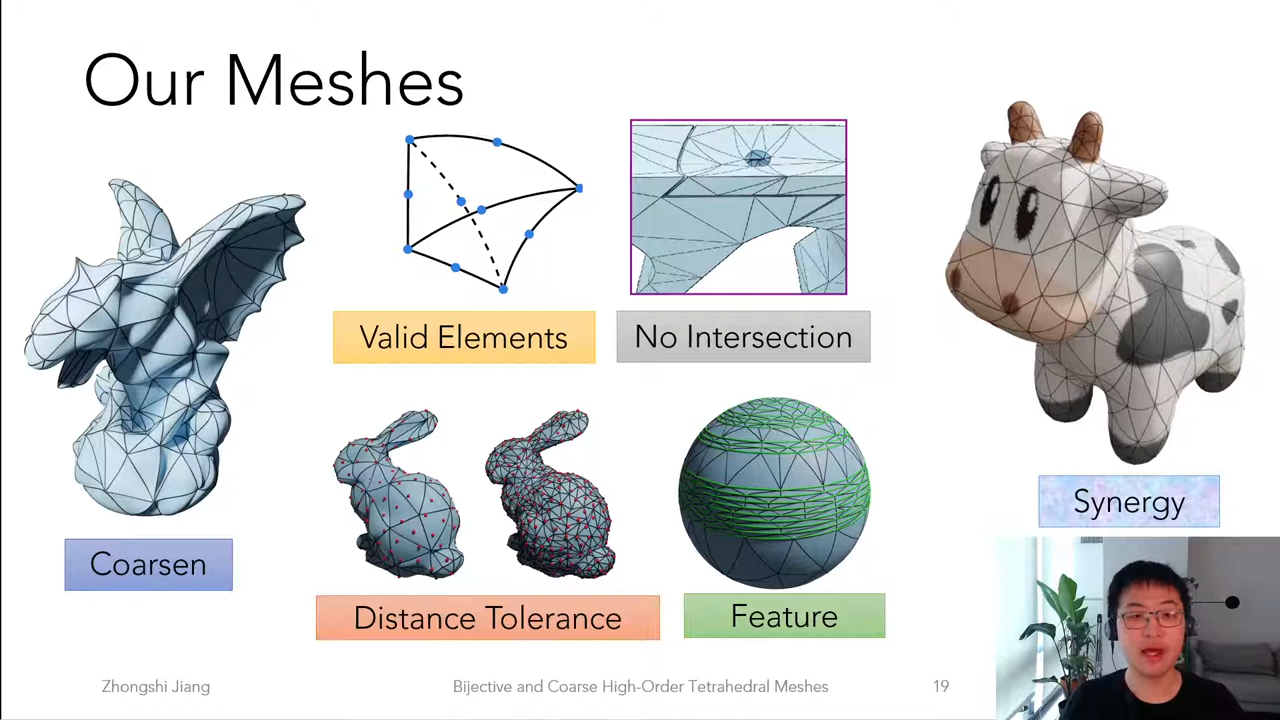 Our Meshes
Valid Elements
No Intersection
Synergy
Coarsen
Distance Tolerance
Feature
Zhongshi Jiang
Bijective and Coarse High-Order Tetrahedral Meshes
19